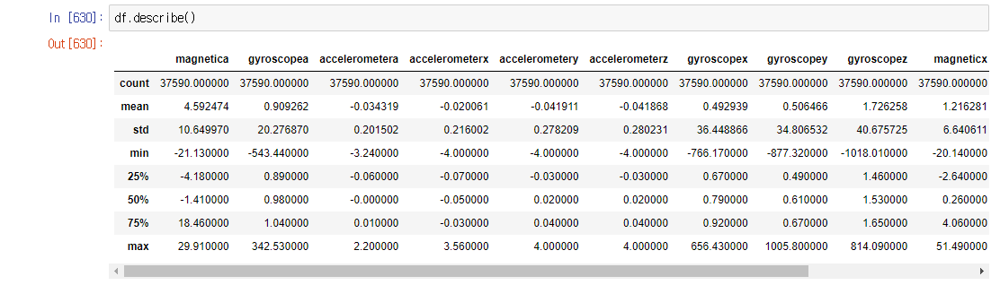 In [630]: df.describe()
Out[630]:
magnetica gyroscopea accelerometera accelerometerx accelerometery accelerometerz gyroscopex gyroscopey gyroscopez magneticx
count 37590.000000 37590.000000 37590.000000 37590.000000 37590.000000 37590.000000 37590.000000 37590.000000 37590.000000 37590.000000
mean 4.592474 0.909262 -0.034319 -0.020061 -0.041911 -0.041868 0.492939 0.506466 1.726258 1.216281
std 10.649970 20.276870 0.201502 0.216002 0.278209 0.280231 36.448866 34.806532 40.675725 6.640611
min -21.130000 -543.440000 -3.240000 -4.000000 -4.000000 -4.000000 -766.170000 -877.320000 -1018.010000 -20.140000
25% -4.180000 0.890000 -0.060000 -0.070000 -0.030000 -0.030000 0.670000 0.490000 1.460000 -2.640000
50% -1.410000 0.980000 -0.000000 -0.050000 0.020000 0.020000 0.790000 0.610000 1.530000 0.260000
75% 18.460000 1.040000 0.010000 -0.030000 0.040000 0.040000 0.920000 0.670000 1.650000 4.060000
max 29.910000 342.530000 2.200000 3.560000 4.000000 4.000000 656.430000 1005.800000 814.090000 51.490000